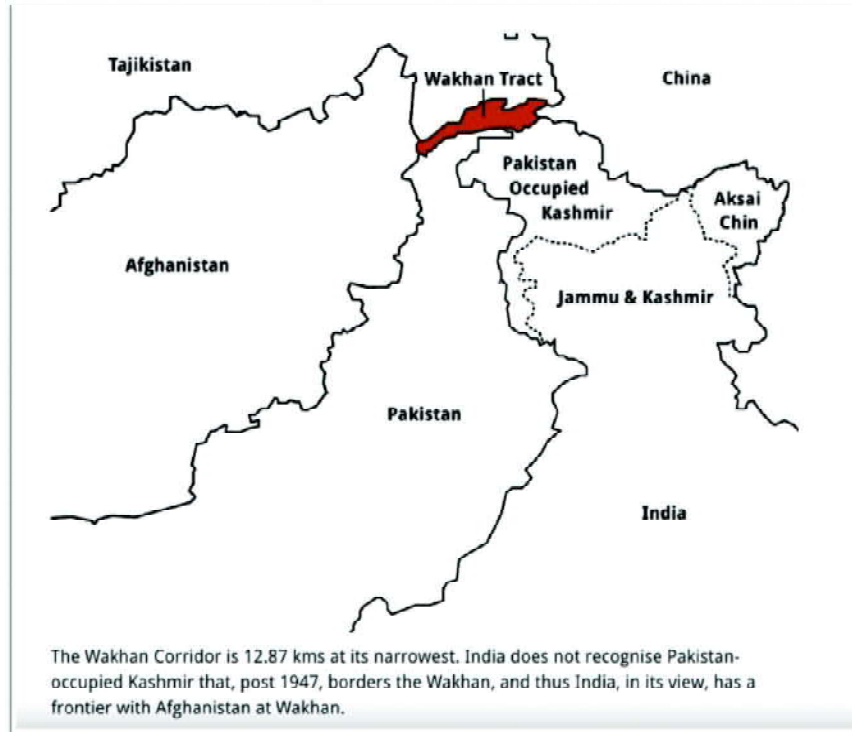 Tajikistan
Wakhan Tract
China
Pakistan
Occupied
Kashmir
Aksai
Chin
Afghanistan
Jammu & Kashmir
Pakistan
India
The Wakhan Corridor is 12.87 kms at its narrowest. India does not recognise Pakistan-
occupied Kashmir that, post 1947, borders the Wakhan, and thus India, in its view, has a
frontier with Afghanistan at Wakhan.